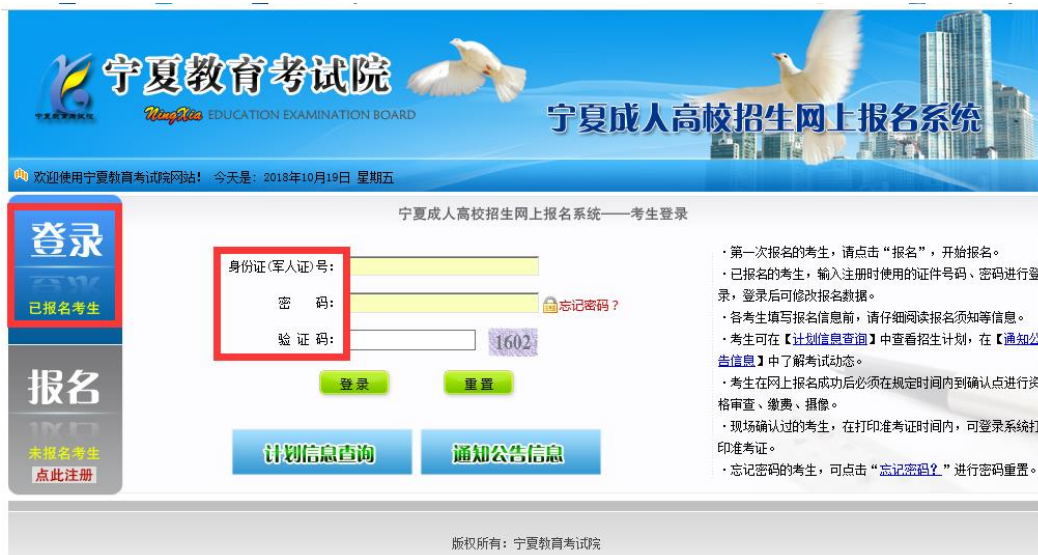 宁夏教育考试院
NingXia EDUCATION EXAMINATION BOARD
宁夏教育考试院
宁夏成人高校招生网上报名系统
欢迎使用宁夏教育考试院网站! 今天是: 2018年10月19日 星期五
宁夏成人高校招生网上报名系统——考生登录
登录
已报名考生
身份证(军人证)号:
密 码:
忘记密码?
验 证 码:
1602
登录
重置
报名
未报名考生
点此注册
计划信息查询
通知公告信息
·第一次报名的考生，请点击“报名”，开始报名。
·已报名的考生，输入注册时使用的证件号码、密码进行登
录，登录后可修改报名数据。
·各考生填写报名信息前，请仔细阅读报名须知等信息。
·考生可在【计划信息查询】中查看招生计划，在【通知公
告信息】中了解考试动态。
·考生在网上报名成功后必须在规定时间内到确认点进行资
格审查、缴费、摄像。
·现场确认过的考生，在打印准考证时间内，可登录系统打
印准考证。
·忘记密码的考生，可点击“忘记密码?”进行密码重置。
版权所有: 宁夏教育考试院